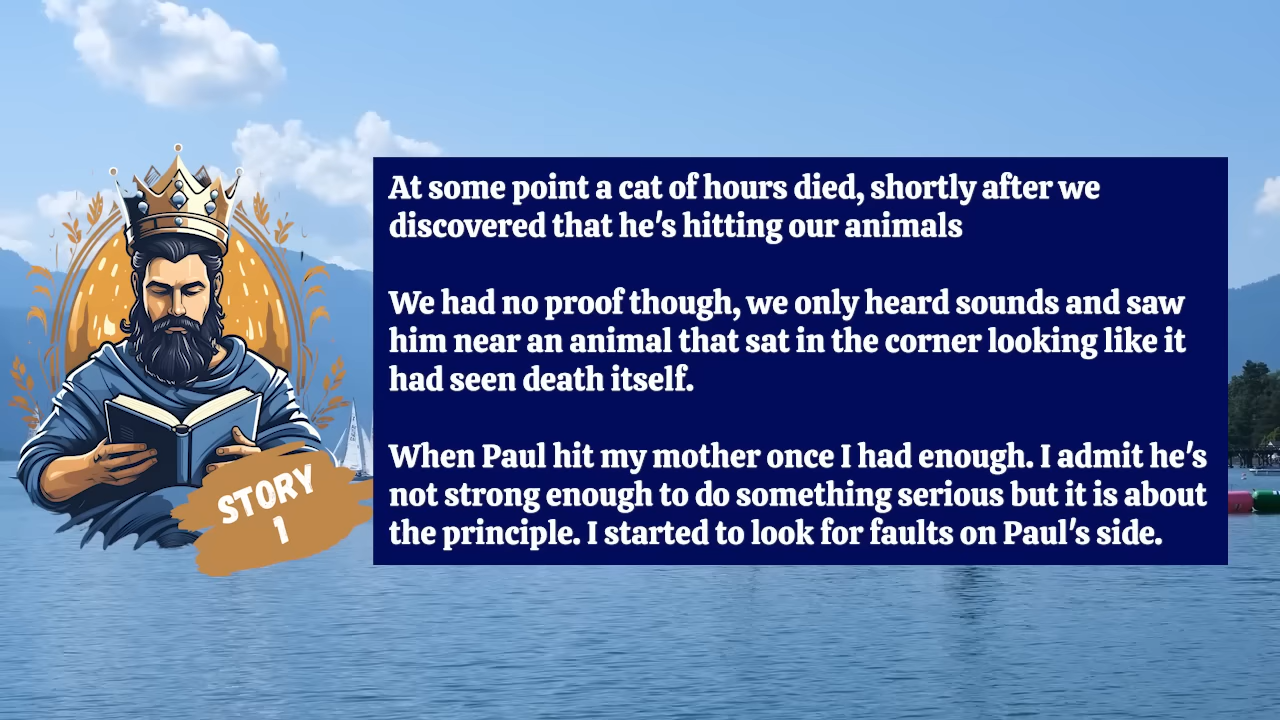 At some point a cat of hours died, shortly after we
discovered that he's hitting our animals
We had no proof though, we only heard sounds and saw
him near an animal that sat in the corner looking like it
had seen death itself.
When Paul hit my mother once I had enough. I admit he's
not strong enough to do something serious but it is about
the principle. I started to look for faults on Paul's side.
STORY
1